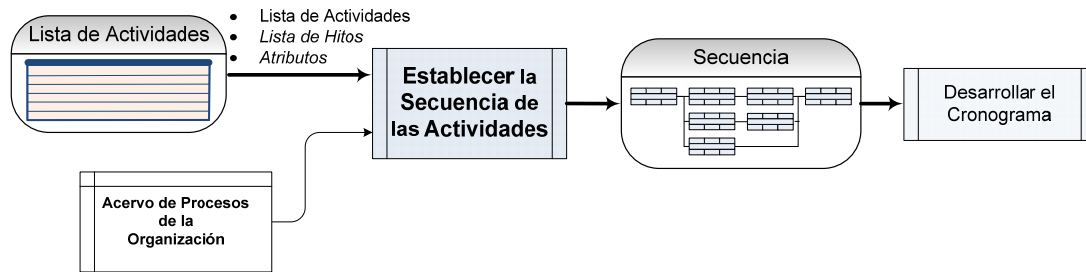 Lista de Actividades
Lista de Actividades
Lista de Hitos
Atributos
Establecer la
Secuencia de
las Actividades
Secuencia
Desarrollar el
Cronograma
Acervo de Procesos
de la
Organización